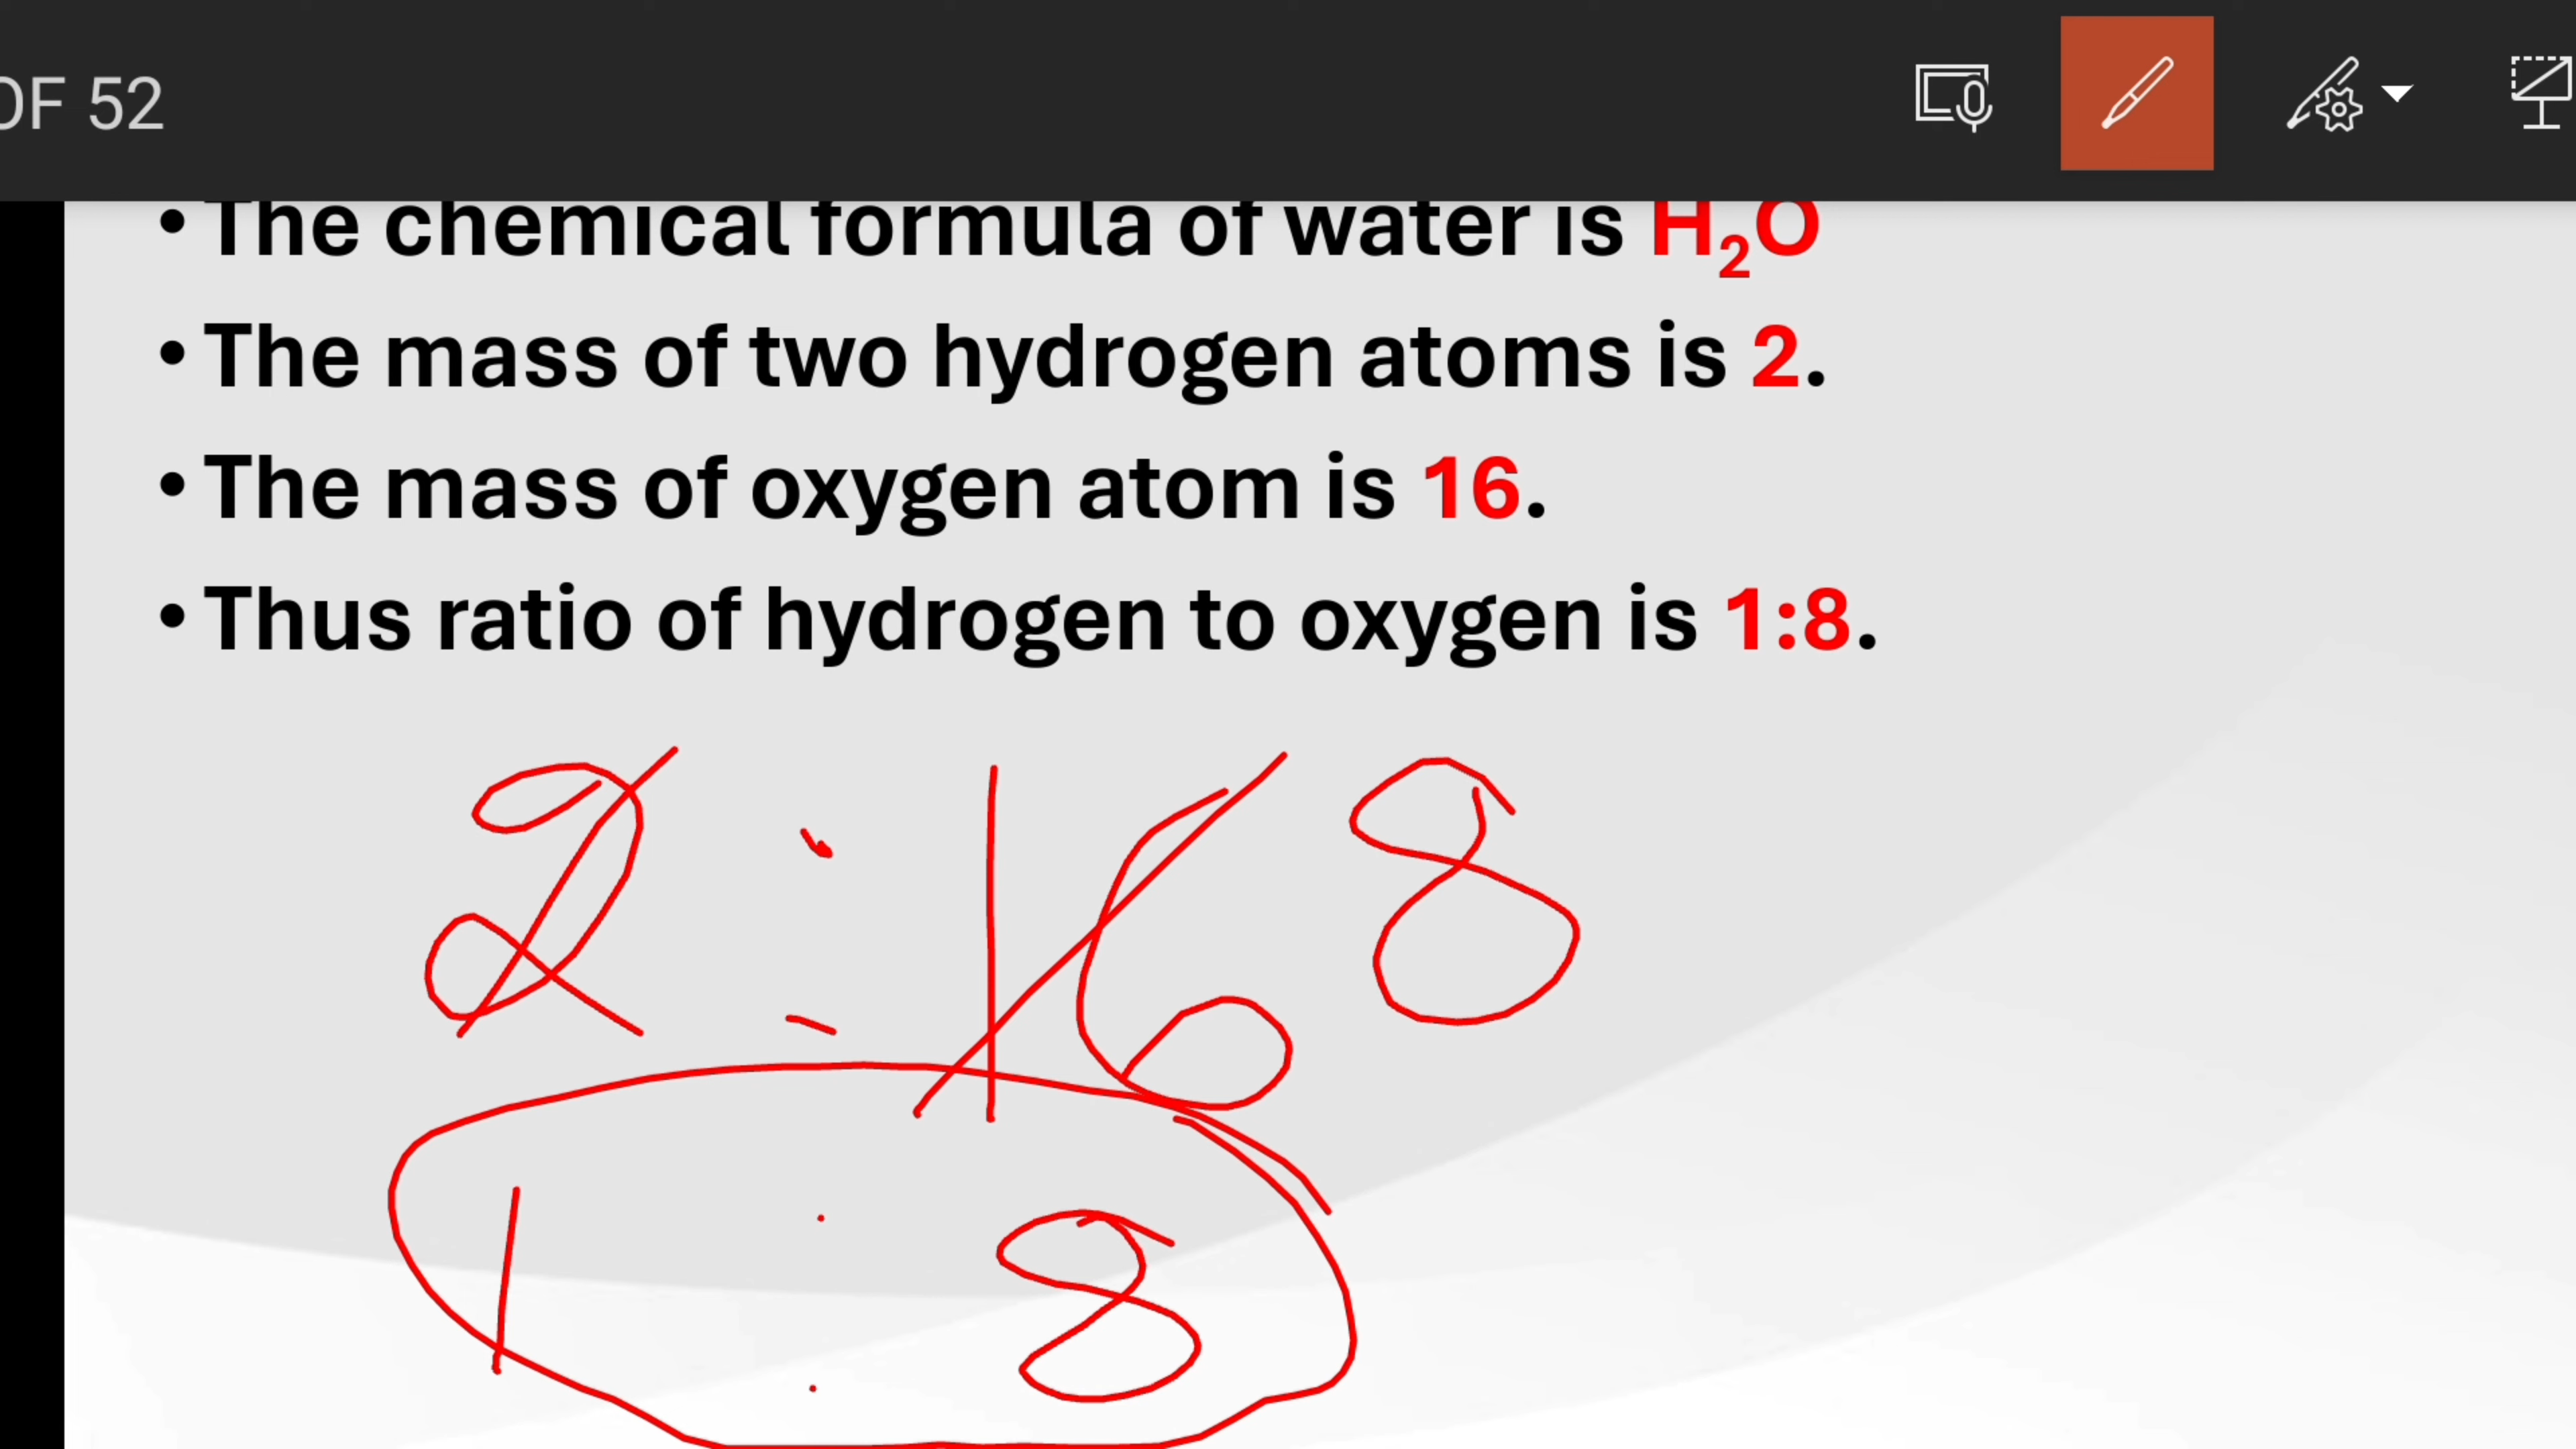 OF 52
• The chemical formula of water is H₂O
• The mass of two hydrogen atoms is 2.
• The mass of oxygen atom is 16.
• Thus ratio of hydrogen to oxygen is 1:8.
2 : 16 8
1 : 8